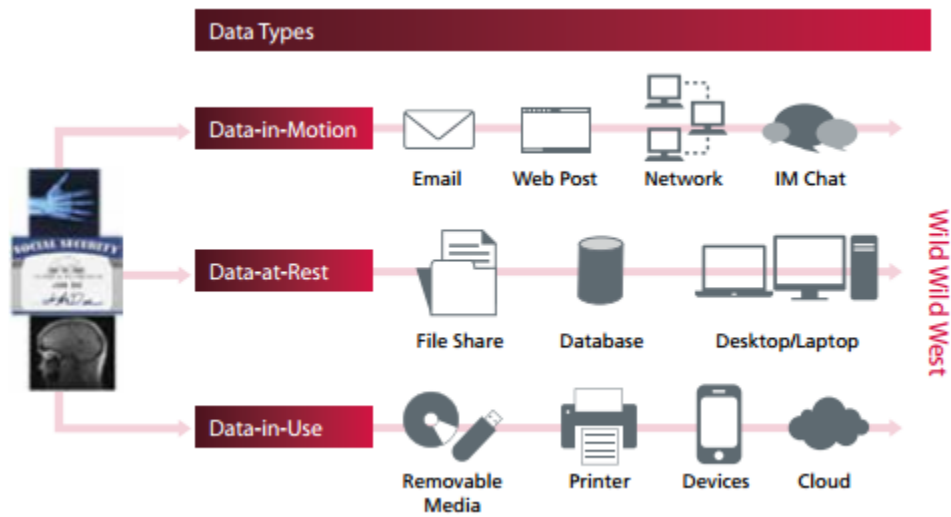 Data Types
Data-in-Motion
Email
Web Post
Network
IM Chat
SOCIAL SECURITY
Data-at-Rest
File Share
Database
Desktop/Laptop
Wild Wild West
Data-in-Use
Removable
Media
Printer
Devices
Cloud